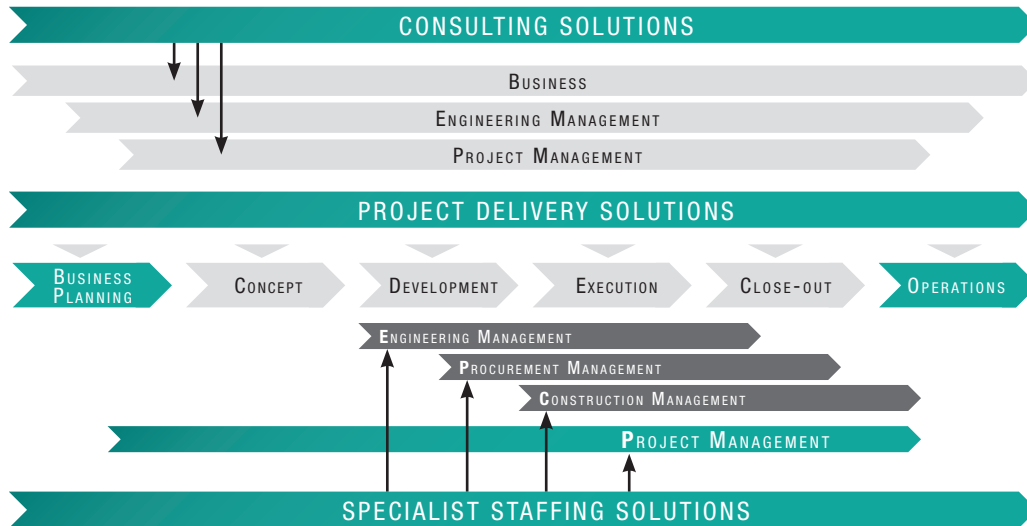 CONSULTING SOLUTIONS
BUSINESS
ENGINEERING MANAGEMENT
PROJECT MANAGEMENT
PROJECT DELIVERY SOLUTIONS
BUSINESS
PLANNING
CONCEPT
DEVELOPMENT
EXECUTION
CLOSE-OUT
OPERATIONS
ENGINEERING MANAGEMENT
PROCUREMENT MANAGEMENT
CONSTRUCTION MANAGEMENT
PROJECT MANAGEMENT
SPECIALIST STAFFING SOLUTIONS